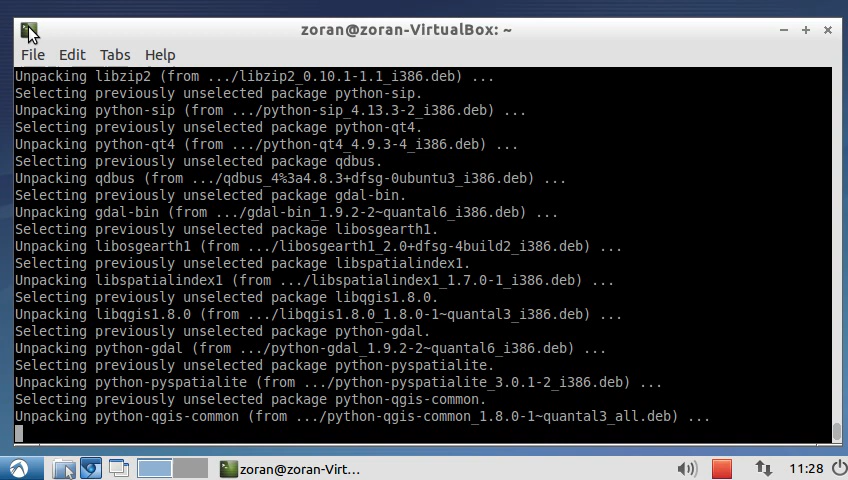 zoran@zoran-VirtualBox: ~
File Edit Tabs Help
Unpacking libzip2 (from .../libzip2_0.10.1-1.1_i386.deb) ...
Selecting previously unselected package python-sip.
Unpacking python-sip (from .../python-sip_4.13.3-2_i386.deb) ...
Selecting previously unselected package python-qt4.
Unpacking python-qt4 (from .../python-qt4_4.9.3-4_i386.deb) ...
Selecting previously unselected package qdbus.
Unpacking qdbus (from .../qdbus_4%3a4.8.3+dfsg-0ubuntu3_i386.deb) ...
Selecting previously unselected package gdal-bin.
Unpacking gdal-bin (from .../gdal-bin_1.9.2-2~quantal6_i386.deb) ...
Selecting previously unselected package libosgearth1.
Unpacking libosgearth1 (from .../libosgearth1_2.0+dfsg-4build2_i386.deb) ...
Selecting previously unselected package libspatialindex1.
Unpacking libspatialindex1 (from .../libspatialindex1_1.7.0-1_i386.deb) ...
Selecting previously unselected package libqgis1.8.0.
Unpacking libqgis1.8.0 (from .../libqgis1.8.0_1.8.0-1~quantal3_i386.deb) ...
Selecting previously unselected package python-gdal.
Unpacking python-gdal (from .../python-gdal_1.9.2-2~quantal6_i386.deb) ...
Selecting previously unselected package python-pyspatialite.
Unpacking python-pyspatialite (from .../python-pyspatialite_3.0.1-2_i386.deb) ...
Selecting previously unselected package python-qgis-common.
Unpacking python-qgis-common (from .../python-qgis-common_1.8.0-1~quantal3_all.deb) ...
zoran@zoran-Virt... 11:28